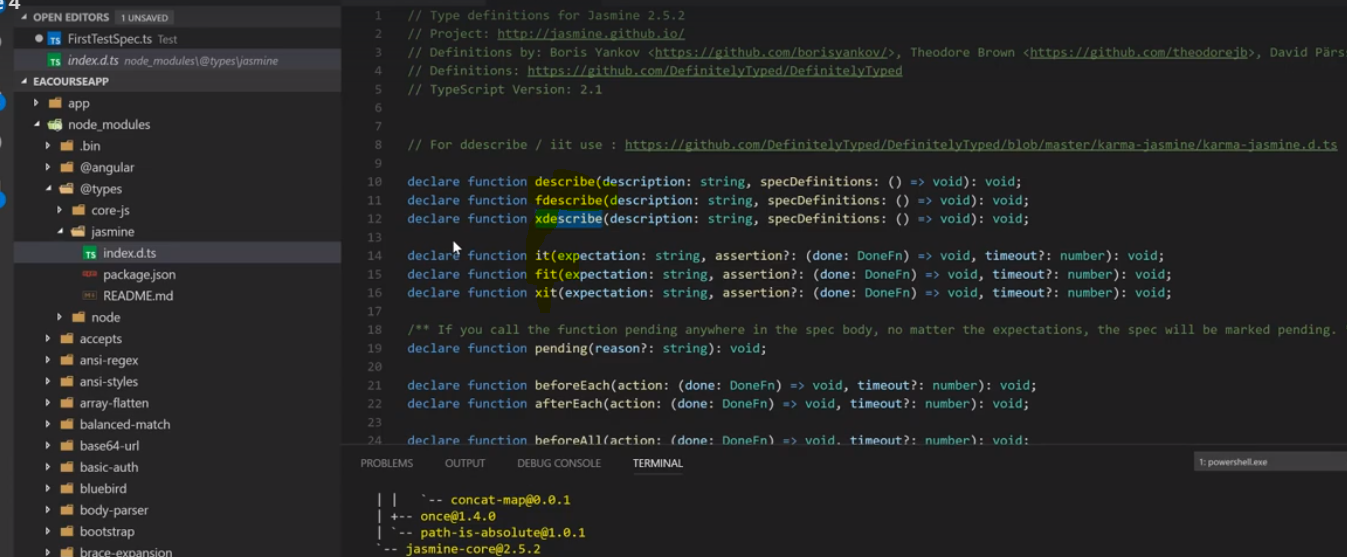 e 4
OPEN EDITORS 1 UNSAVED
FirstTestSpec.ts Test
index.d.ts node_modules\@types\jasmine
EACOURSEAPP
app
node_modules
.bin
@angular
@types
core-js
jasmine
index.d.ts
package.json
README.md
node
accepts
ansi-regex
ansi-styles
array-flatten
balanced-match
base64-url
basic-auth
bluebird
body-parser
bootstrap
brace-expansion
1 // Type definitions for Jasmine 2.5.2
2 // Project: http://jasmine.github.io/
3 // Definitions by: Boris Yankov <https://github.com/borisyankov/>, Theodore Brown <https://github.com/theodorejb>, David Pärs
4 // Definitions: https://github.com/DefinitelyTyped/DefinitelyTyped
5 // TypeScript Version: 2.1
6
7
8 // For ddescribe / iit use : https://github.com/DefinitelyTyped/DefinitelyTyped/blob/master/karma-jasmine/karma-jasmine.d.ts
9
10 declare function describe(description: string, specDefinitions: () => void): void;
11 declare function fdescribe(description: string, specDefinitions: () => void): void;
12 declare function xdescribe(description: string, specDefinitions: () => void): void;
13
14 declare function it(expectation: string, assertion?: (done: DoneFn) => void, timeout?: number): void;
15 declare function fit(expectation: string, assertion?: (done: DoneFn) => void, timeout?: number): void;
16 declare function xit(expectation: string, assertion?: (done: DoneFn) => void, timeout?: number): void;
17
18 /** If you call the function pending anywhere in the spec body, no matter the expectations, the spec will be marked pending.
19 declare function pending(reason?: string): void;
20
21 declare function beforeEach(action: (done: DoneFn) => void, timeout?: number): void;
22 declare function afterEach(action: (done: DoneFn) => void, timeout?: number): void;
23
24 declare function beforeAll(action: (done: DoneFn) => void, timeout?: number): void;
PROBLEMS OUTPUT DEBUG CONSOLE TERMINAL 1: powershell.exe
| | `-- concat-map@0.0.1
| +-- once@1.4.0
| `-- path-is-absolute@1.0.1
`-- jasmine-core@2.5.2